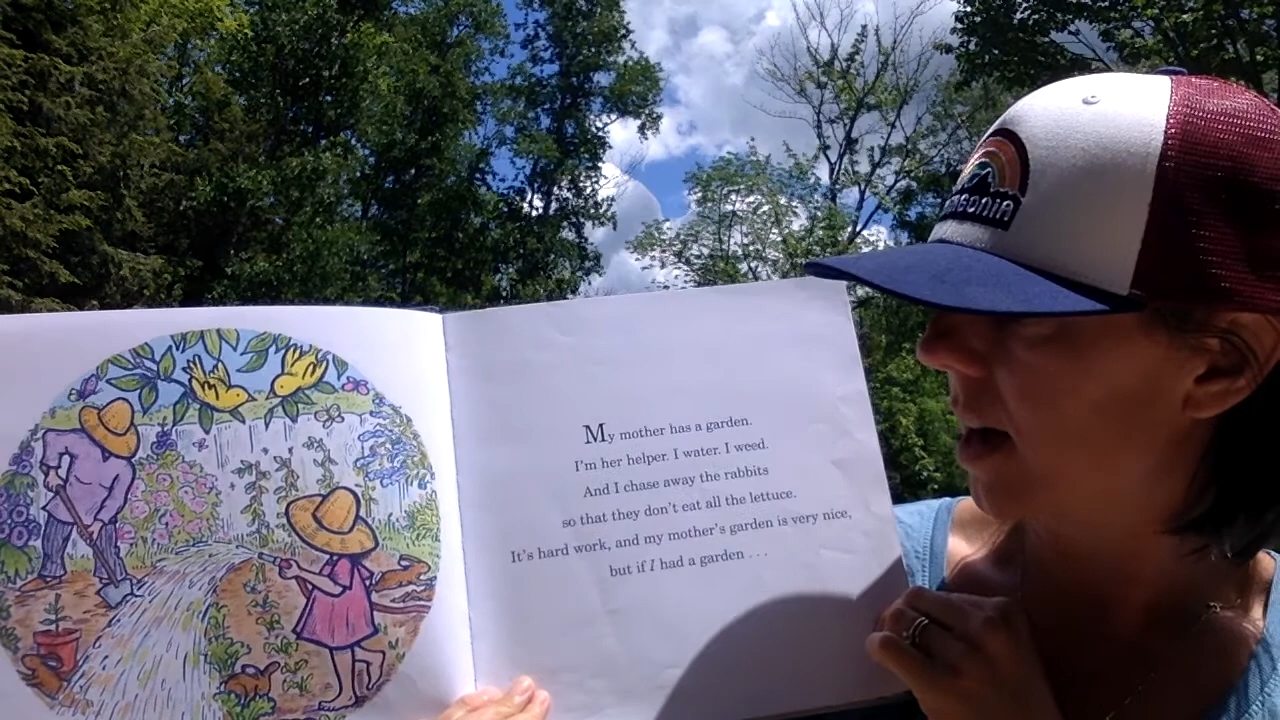 My mother has a garden.
I'm her helper. I water. I weed.
And I chase away the rabbits
so that they don't eat all the lettuce.
It's hard work, and my mother's garden is very nice,
but if I had a garden . . .